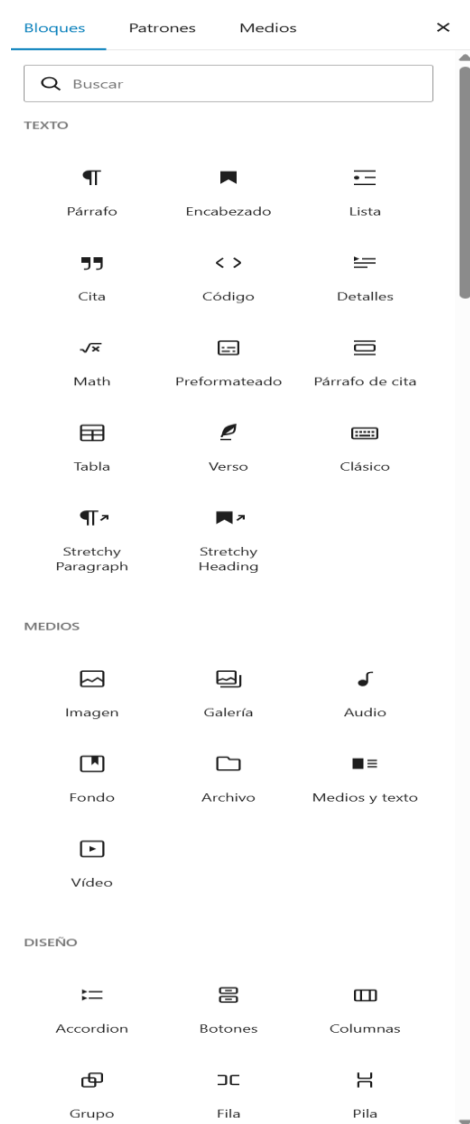 Bloques Patrones Medios
Buscar
TEXTO
Párrafo Encabezado Lista
Cita Código Detalles
Math Preformateado Párrafo de cita
Tabla Verso Clásico
Stretchy Stretchy
Paragraph Heading
MEDIOS
Imagen Galería Audio
Fondo Archivo Medios y texto
Vídeo
DISEÑO
Accordion Botones Columnas
Grupo Fila Pila